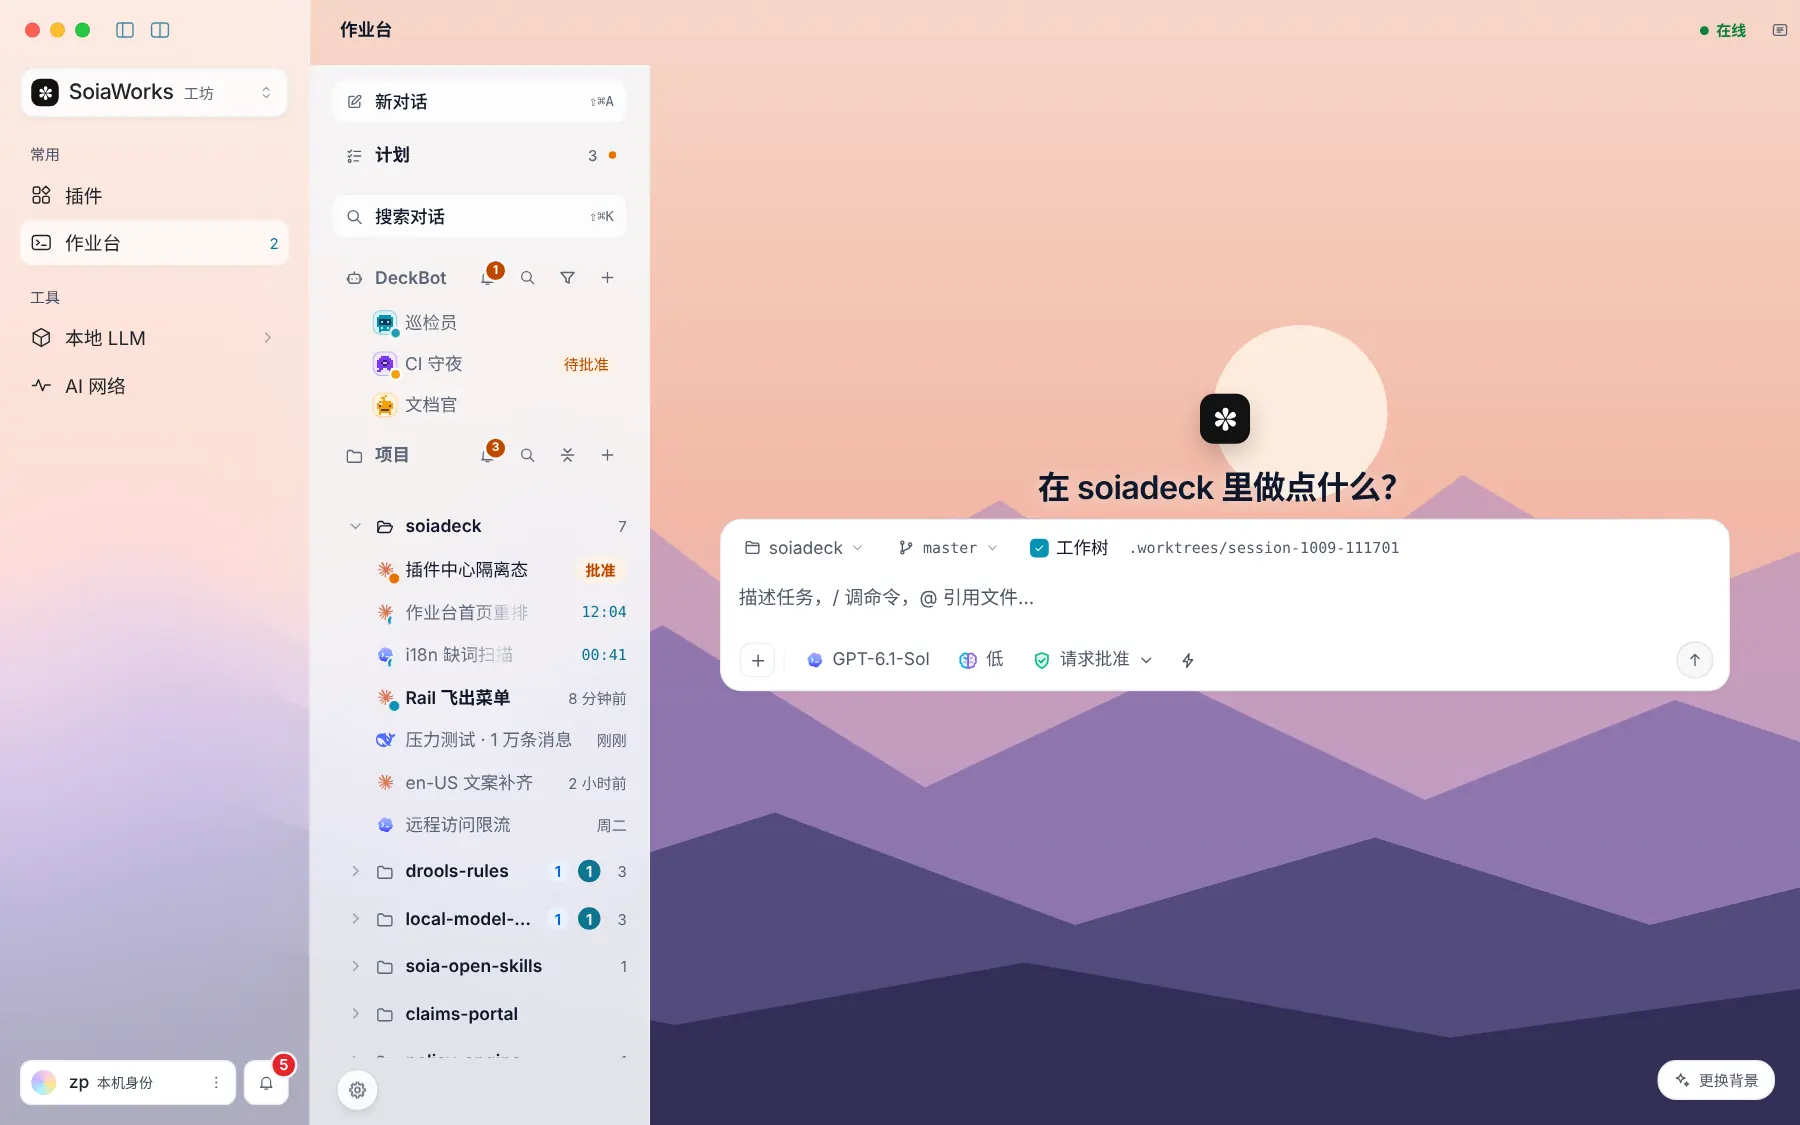 作业台
在线
SoiaWorks 工坊
常用
插件
作业台 2
工具
本地 LLM
AI 网络
zp 本机身份
5
新对话 ⇧⌘A
计划 3
搜索对话 ⇧⌘K
DeckBot 1
巡检员
CI 守夜 待批准
文档官
项目 3
soiadeck 7
插件中心隔离态 批准
作业台首页重排 12:04
i18n 缺词扫描 00:41
Rail 飞出菜单 8 分钟前
压力测试 · 1 万条消息 刚刚
en-US 文案补齐 2 小时前
远程访问限流 周二
drools-rules 1 1 3
local-model-... 1 1 3
soia-open-skills 1
claims-portal
在 soiadeck 里做点什么？
soiadeck master 工作树 .worktrees/session-1009-111701
描述任务，/ 调命令，@ 引用文件...
GPT-6.1-Sol 低 请求批准
更换背景